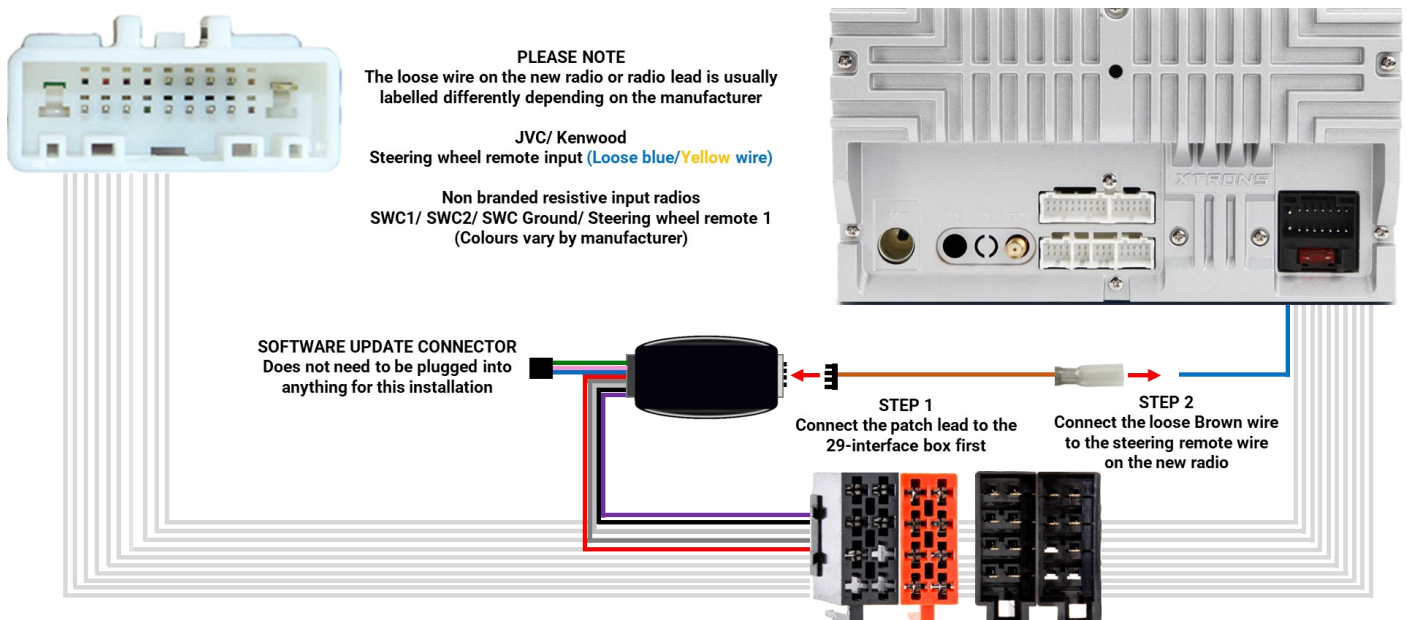 PLEASE NOTE
The loose wire on the new radio or radio lead is usually
labelled differently depending on the manufacturer
JVC/ Kenwood
Steering wheel remote input (Loose blue/Yellow wire)
Non branded resistive input radios
SWC1/ SWC2/ SWC Ground/ Steering wheel remote 1
(Colours vary by manufacturer)
XTRONS
SOFTWARE UPDATE CONNECTOR
Does not need to be plugged into
anything for this installation
STEP 1
Connect the patch lead to the
29-interface box first
STEP 2
Connect the loose Brown wire
to the steering remote wire
on the new radio